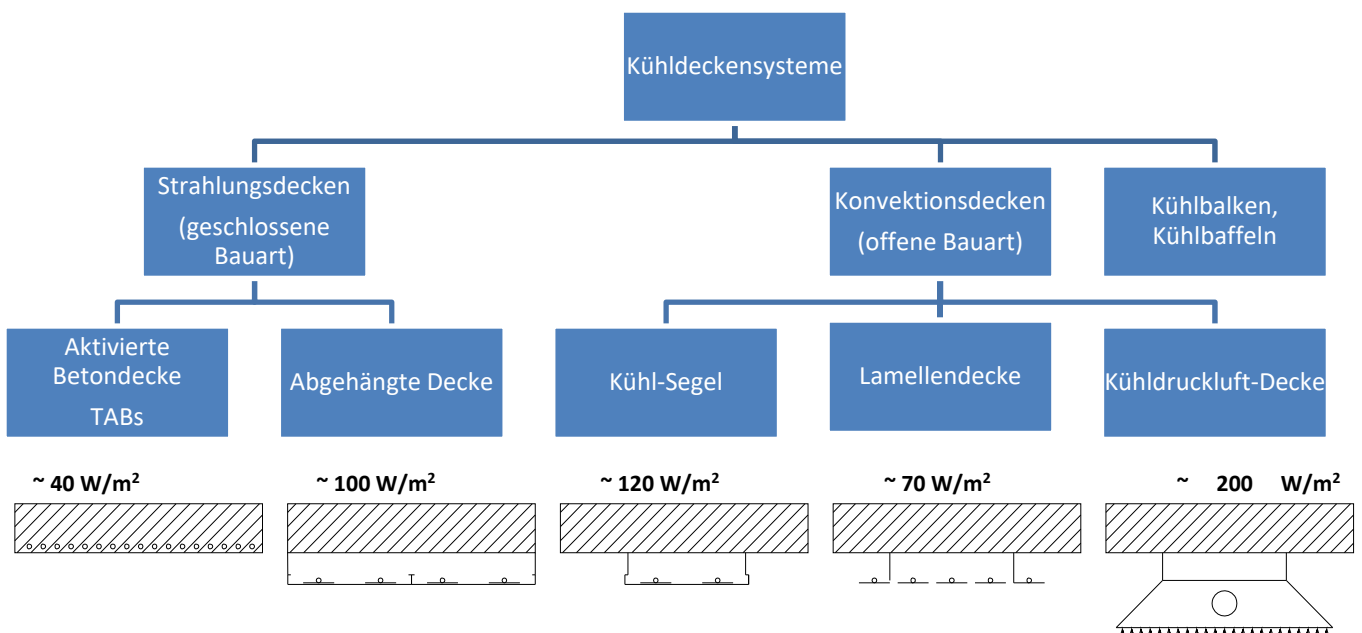 Kühldeckensysteme
Strahlungsdecken
(geschlossene
Bauart)
Konvektionsdecken
(offene Bauart)
Kühlbalken,
Kühlbaffeln
Aktivierte
Betondecke
TABs
Abgehängte Decke
Kühl-Segel
Lamellendecke
Kühldruckluft-Decke
~ 40 W/m²
~ 100 W/m²
~ 120 W/m²
~ 70 W/m²
~ 200 W/m²